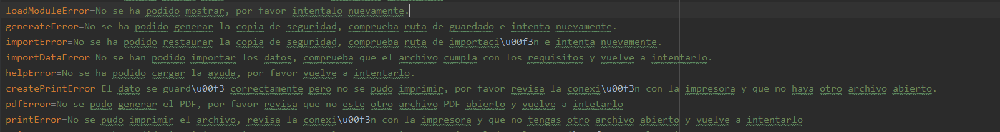 loadModuleError=No se ha podido mostrar, por favor intentalo nuevamente.
generateError=No se ha podido generar la copia de seguridad, comprueba ruta de guardado e intenta nuevamente.
importError=No se ha podido restaurar la copia de seguridad, comprueba ruta de importaci\u00f3n e intenta nuevamente.
importDataError=No se han podido importar los datos, comprueba que el archivo cumpla con los requisitos y vuelve a intentarlo.
helpError=No se ha podido cargar la ayuda, por favor vuelve a intentarlo.
createPrintError=El dato se guard\u00f3 correctamente pero no se pudo imprimir, por favor revisa la conexi\u00f3n con la impresora y que no haya otro archivo abierto.
pdfError=No se pudo generar el PDF, por favor revisa que no este otro archivo PDF abierto y vuelve a intetarlo
printError=No se pudo imprimir el archivo, revisa la conexi\u00f3n con la impresora y que no tengas otro archivo abierto y vuelve a intentarlo